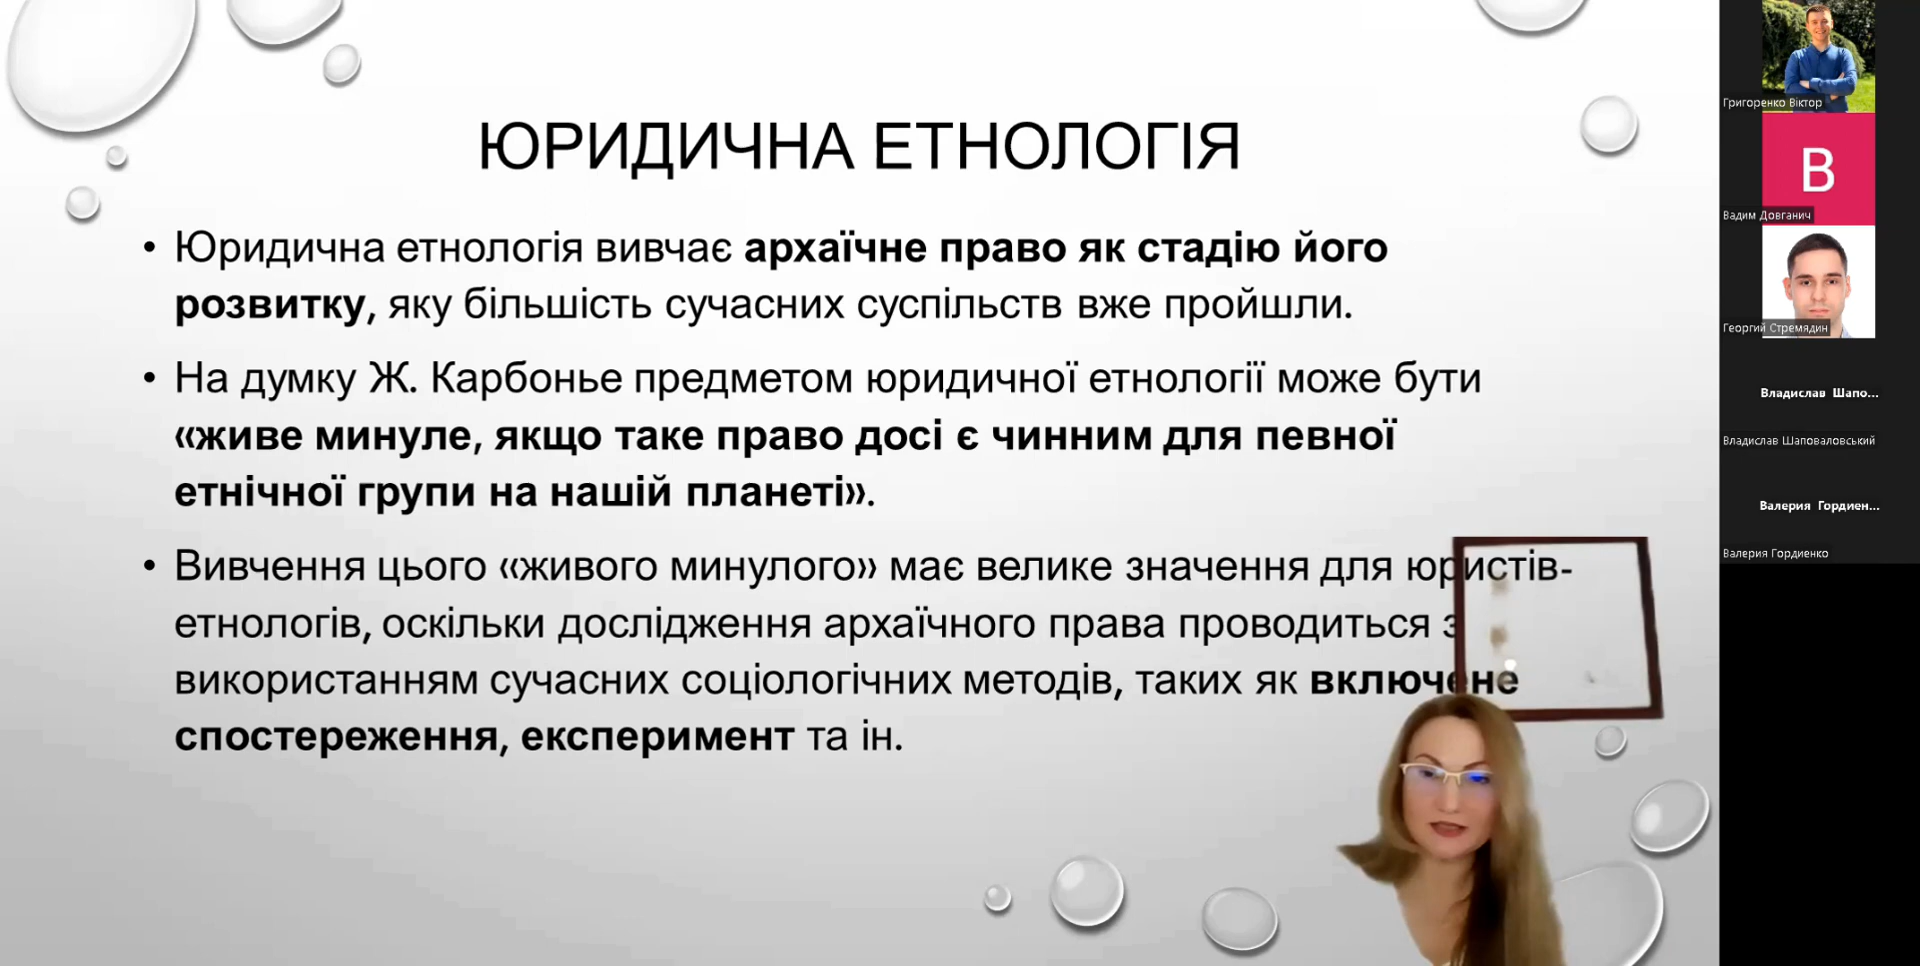 ЮРИДИЧНА ЕТНОЛОГІЯ
• Юридична етнологія вивчає архаїчне право як стадію його
розвитку, яку більшість сучасних суспільств вже пройшли.
• На думку Ж. Карбоньє предметом юридичної етнології може бути
«живе минуле, якщо таке право досі є чинним для певної
етнічної групи на нашій планеті».
• Вивчення цього «живого минулого» має велике значення для юристів-
етнологів, оскільки дослідження архаїчного права проводиться з
використанням сучасних соціологічних методів, таких як включене
спостереження, експеримент та ін.
Григоренко Віктор
В
Вадим Довганич
Георгий Стремядин
Владислав Шапо...
Владислав Шаповаловський
Валерия Гордиен...
Валерия Гордиенко